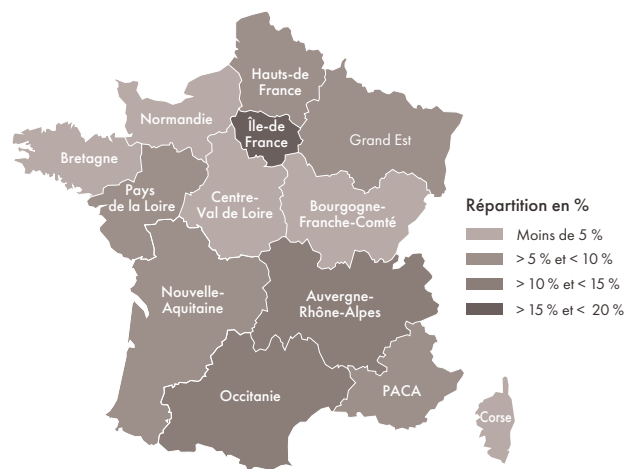 Hauts-de
France
Normandie
Île-de
France
Grand Est
Bretagne
Pays
de la Loire
Centre-
Val de Loire
Bourgogne-
Franche-Comté
Répartition en %
Moins de 5 %
> 5 % et < 10 %
> 10 % et < 15 %
> 15 % et < 20 %
Nouvelle-
Aquitaine
Auvergne-
Rhône-Alpes
Occitanie
PACA
Corse